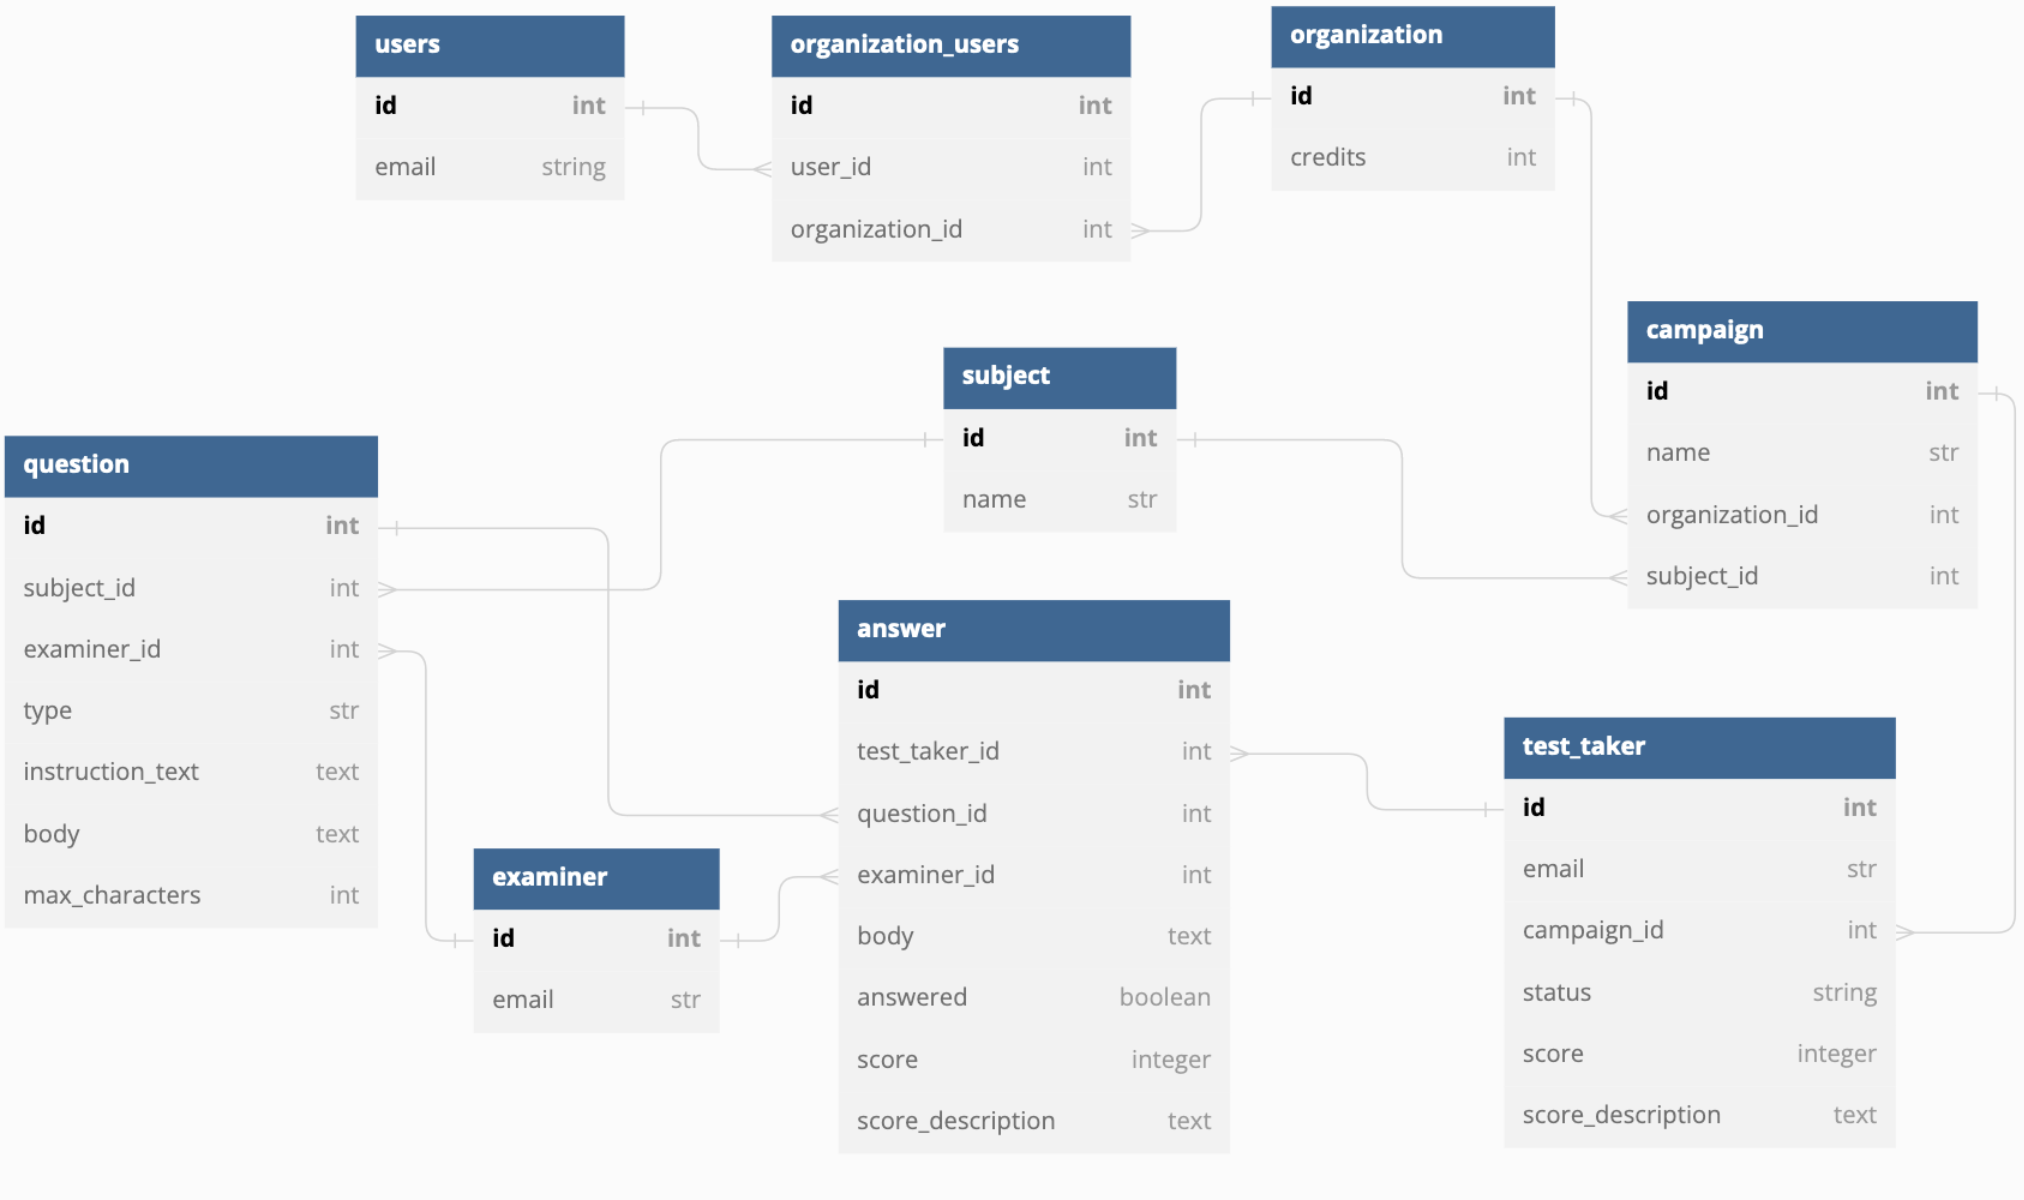 users
id int
email string
organization_users
id int
user_id int
organization_id int
organization
id int
credits int
campaign
id int
name str
organization_id int
subject_id int
subject
id int
name str
question
id int
subject_id int
examiner_id int
type str
instruction_text text
body text
max_characters int
examiner
id int
email str
answer
id int
test_taker_id int
question_id int
examiner_id int
body text
answered boolean
score integer
score_description text
test_taker
id int
email str
campaign_id int
status string
score integer
score_description text